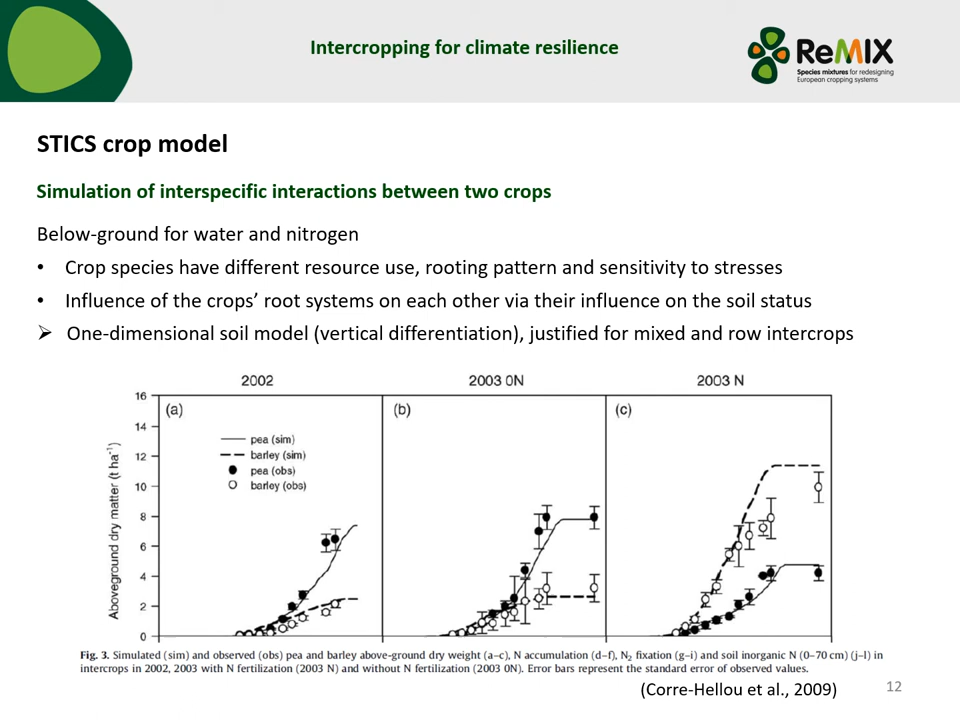 Intercropping for climate resilience
ReMIX
Species mixtures for redesigning
European cropping systems
STICS crop model
Simulation of interspecific interactions between two crops
Below-ground for water and nitrogen
• Crop species have different resource use, rooting pattern and sensitivity to stresses
• Influence of the crops’ root systems on each other via their influence on the soil status
➢ One-dimensional soil model (vertical differentiation), justified for mixed and row intercrops
2002 2003 0N 2003 N
(a) (b) (c)
Aboveground dry matter (t ha⁻¹)
16
14
12
10
8
6
4
2
0
pea (sim)
barley (sim)
pea (obs)
barley (obs)
Fig. 3. Simulated (sim) and observed (obs) pea and barley above-ground dry weight (a–c), N accumulation (d–f), N₂ fixation (g–i) and soil inorganic N (0–70 cm) (j–l) in
intercrops in 2002, 2003 with N fertilization (2003 N) and without N fertilization (2003 0N). Error bars represent the standard error of observed values.
(Corre-Hellou et al., 2009)
12